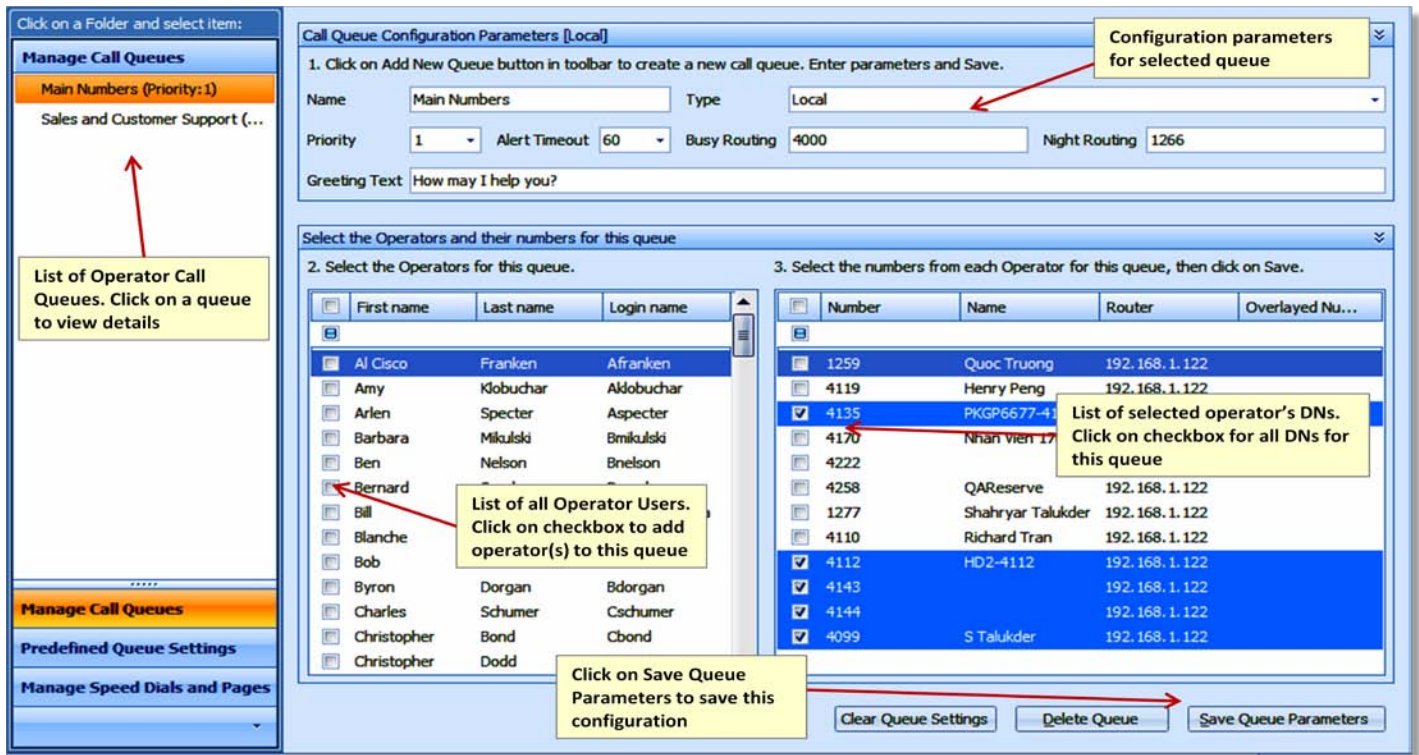 Click on a Folder and select item:
Manage Call Queues
Main Numbers (Priority:1)
Sales and Customer Support (...
List of Operator Call
Queues. Click on a queue
to view details
Manage Call Queues
Predefined Queue Settings
Manage Speed Dials and Pages
Call Queue Configuration Parameters [Local]
Configuration parameters
for selected queue
1. Click on Add New Queue button in toolbar to create a new call queue. Enter parameters and Save.
Name Main Numbers Type Local
Priority 1 Alert Timeout 60 Busy Routing 4000 Night Routing 1266
Greeting Text How may I help you?
Select the Operators and their numbers for this queue
2. Select the Operators for this queue.
First name Last name Login name
Al Cisco Franken Afranken
Amy Klobuchar Aklobuchar
Arlen Specter Aspecter
Barbara Mikulski Bmikulski
Ben Nelson Bnelson
Bernard
Bill
Blanche
Bob
Byron Dorgan Bdorgan
Charles Schumer Cschumer
Christopher Bond Cbond
Christopher Dodd
List of all Operator Users.
Click on checkbox to add
operator(s) to this queue
3. Select the numbers from each Operator for this queue, then click on Save.
Number Name Router Overlayed Nu...
1259 Quoc Truong 192.168.1.122
4119 Henry Peng 192.168.1.122
4135 PKGP6677-41
4170 Nhan Vien 17
4222
4258 QAReserve 192.168.1.122
1277 Shahryar Talukder 192.168.1.122
4110 Richard Tran 192.168.1.122
4112 HD2-4112 192.168.1.122
4143 192.168.1.122
4144 192.168.1.122
4099 S Talukder 192.168.1.122
List of selected operator's DNs.
Click on checkbox for all DNs for
this queue
Click on Save Queue
Parameters to save this
configuration
Clear Queue Settings Delete Queue Save Queue Parameters